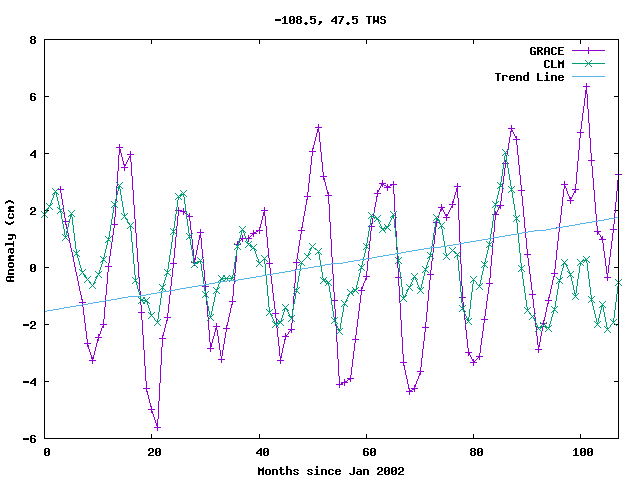 -108.5, 47.5 TWS
GRACE
CLM
Trend Line
8
6
4
2
0
-2
-4
-6
Anomaly (cm)
0 20 40 60 80 100
Months since Jan 2002